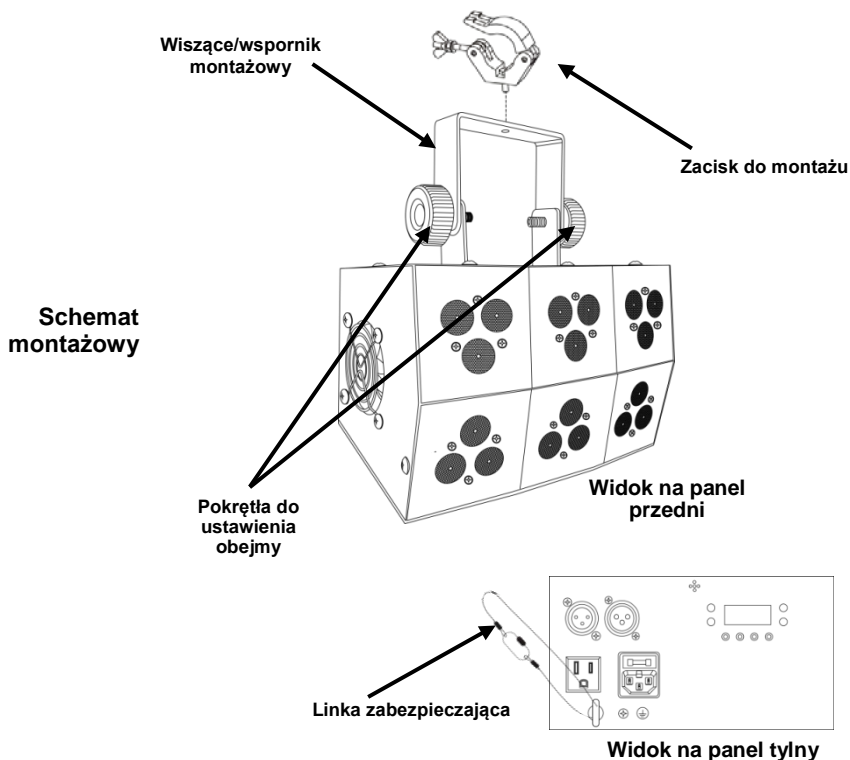 Wiszące/wspornik
montażowy
Zacisk do montażu
Schemat
montażowy
Pokrętła do
ustawienia
obejmy
Widok na panel
przedni
Linka zabezpieczająca
Widok na panel tylny